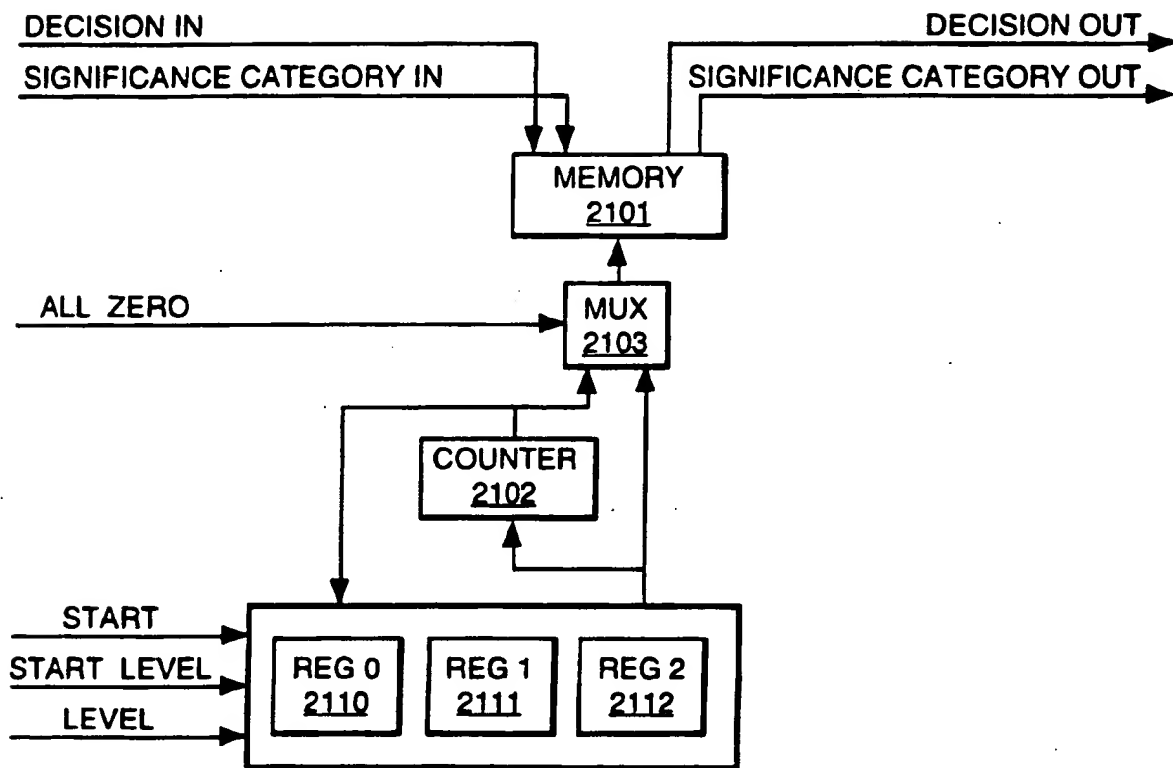 DECISION IN
DECISION OUT
SIGNIFICANCE CATEGORY IN
SIGNIFICANCE CATEGORY OUT
MEMORY
2101
ALL ZERO
MUX
2103
COUNTER
2102
START
START LEVEL
LEVEL
REG 0
2110
REG 1
2111
REG 2
2112